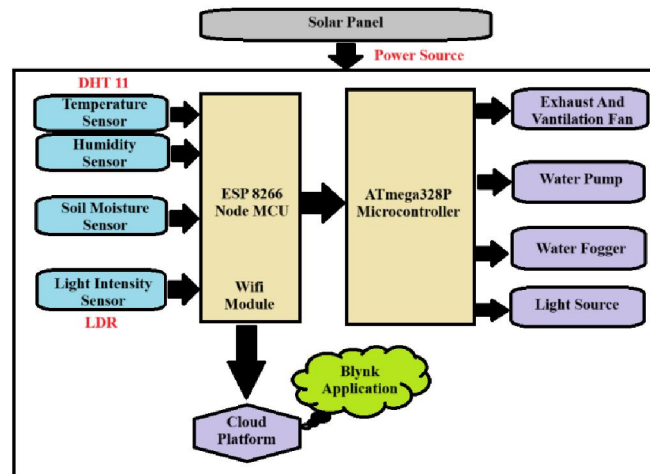 Solar Panel
Power Source
DHT 11
Temperature
Sensor
Humidity
Sensor
Soil Moisture
Sensor
Light Intensity
Sensor
LDR
ESP 8266
Node MCU
Wifi
Module
ATmega328P
Microcontroller
Exhaust And
Vantilation Fan
Water Pump
Water Fogger
Light Source
Blynk
Application
Cloud
Platform